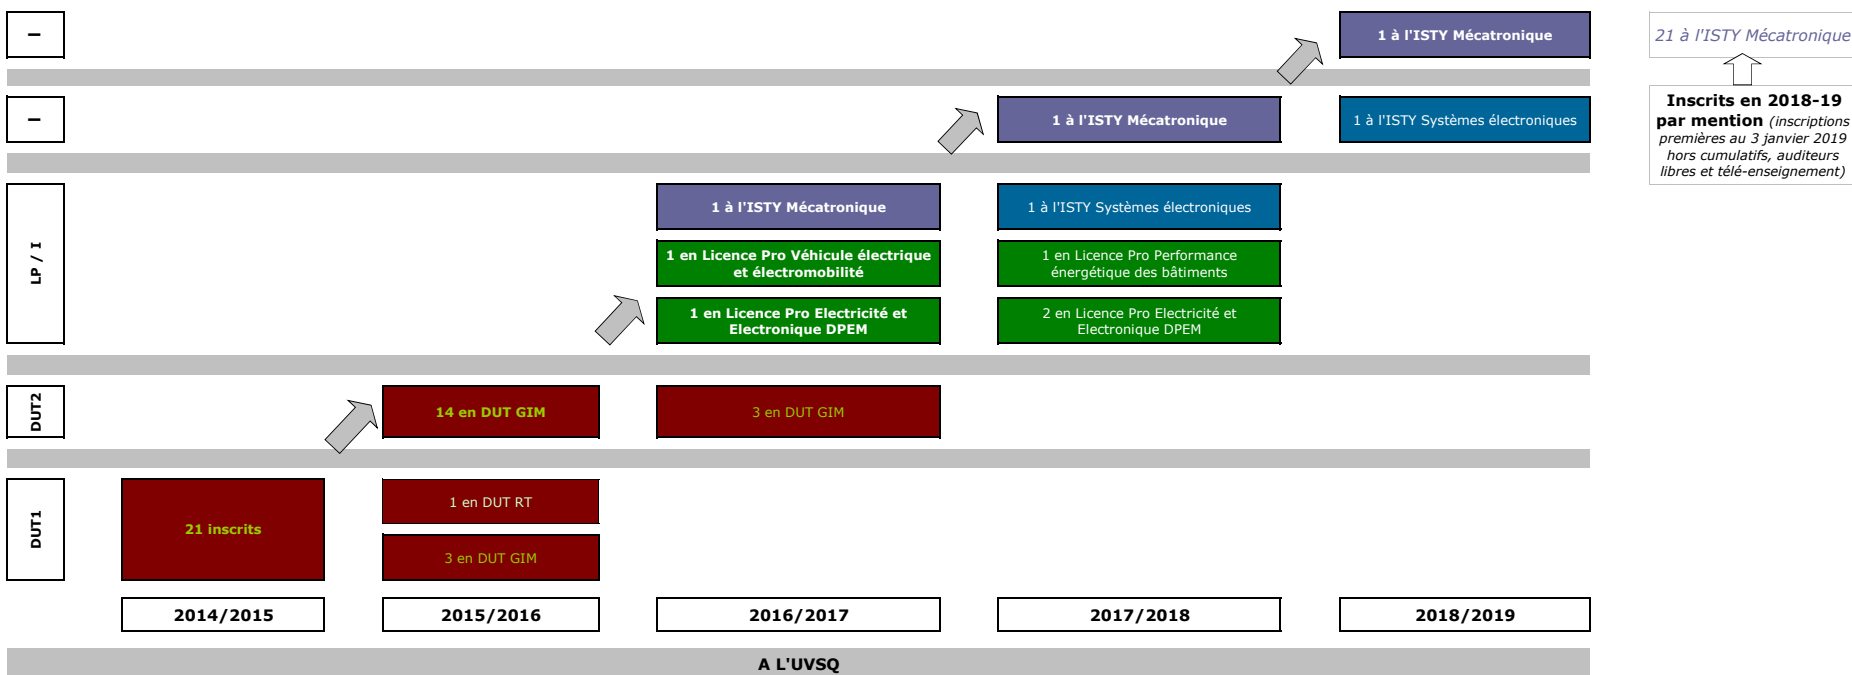 –
1 à l'ISTY Mécatronique
21 à l'ISTY Mécatronique
–
1 à l'ISTY Mécatronique
1 à l'ISTY Systèmes électroniques
Inscrits en 2018-19
par mention (inscriptions
premières au 3 janvier 2019
hors cumulatifs, auditeurs
libres et télé-enseignement)
LP / I
1 à l'ISTY Mécatronique
1 à l'ISTY Systèmes électroniques
1 en Licence Pro Véhicule électrique
et électromobilité
1 en Licence Pro Performance
énergétique des bâtiments
1 en Licence Pro Electricité et
Electronique DPEM
2 en Licence Pro Electricité et
Electronique DPEM
DUT2
14 en DUT GIM
3 en DUT GIM
DUT1
21 inscrits
1 en DUT RT
3 en DUT GIM
2014/2015
2015/2016
2016/2017
2017/2018
2018/2019
A L'UVSQ